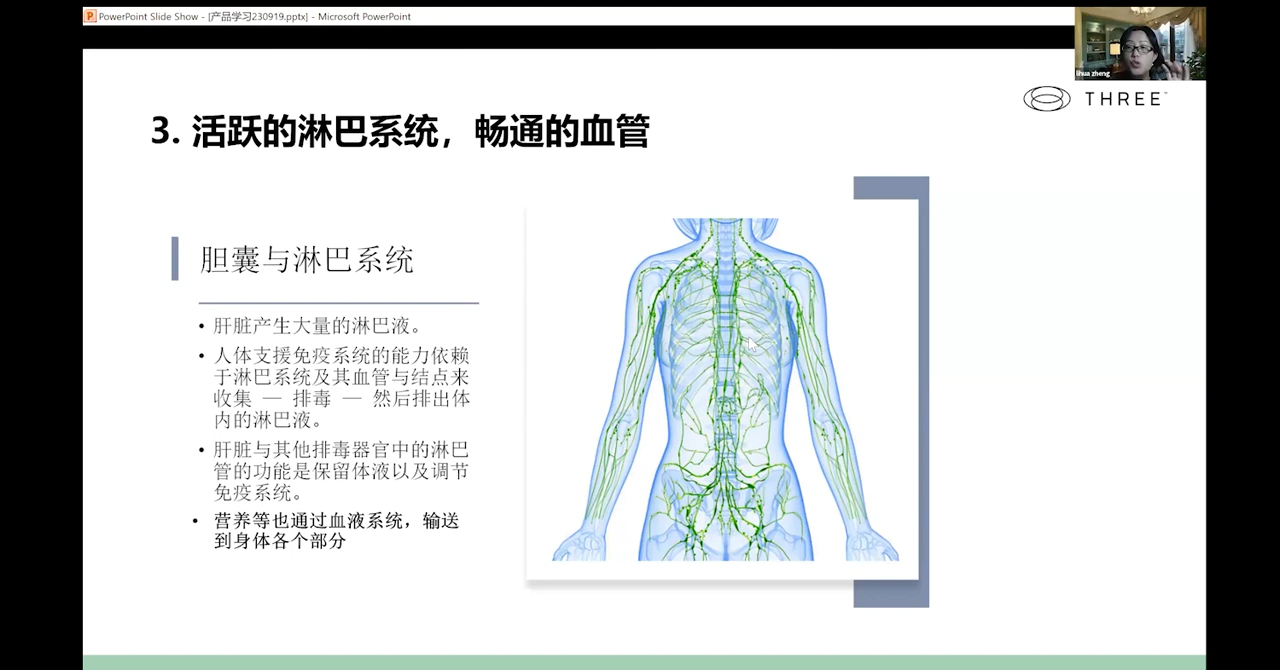 PowerPoint Slide Show - [产品学习230919.pptx] - Microsoft PowerPoint
lihua zheng
THREE™
3. 活跃的淋巴系统，畅通的血管
胆囊与淋巴系统
• 肝脏产生大量的淋巴液。
• 人体支援免疫系统的能力依赖
于淋巴系统及其血管与结点来
收集 — 排毒 — 然后排出体
内的淋巴液。
• 肝脏与其他排毒器官中的淋巴
管的功能是保留体液以及调节
免疫系统。
• 营养等也通过血液系统，输送
到身体各个部分